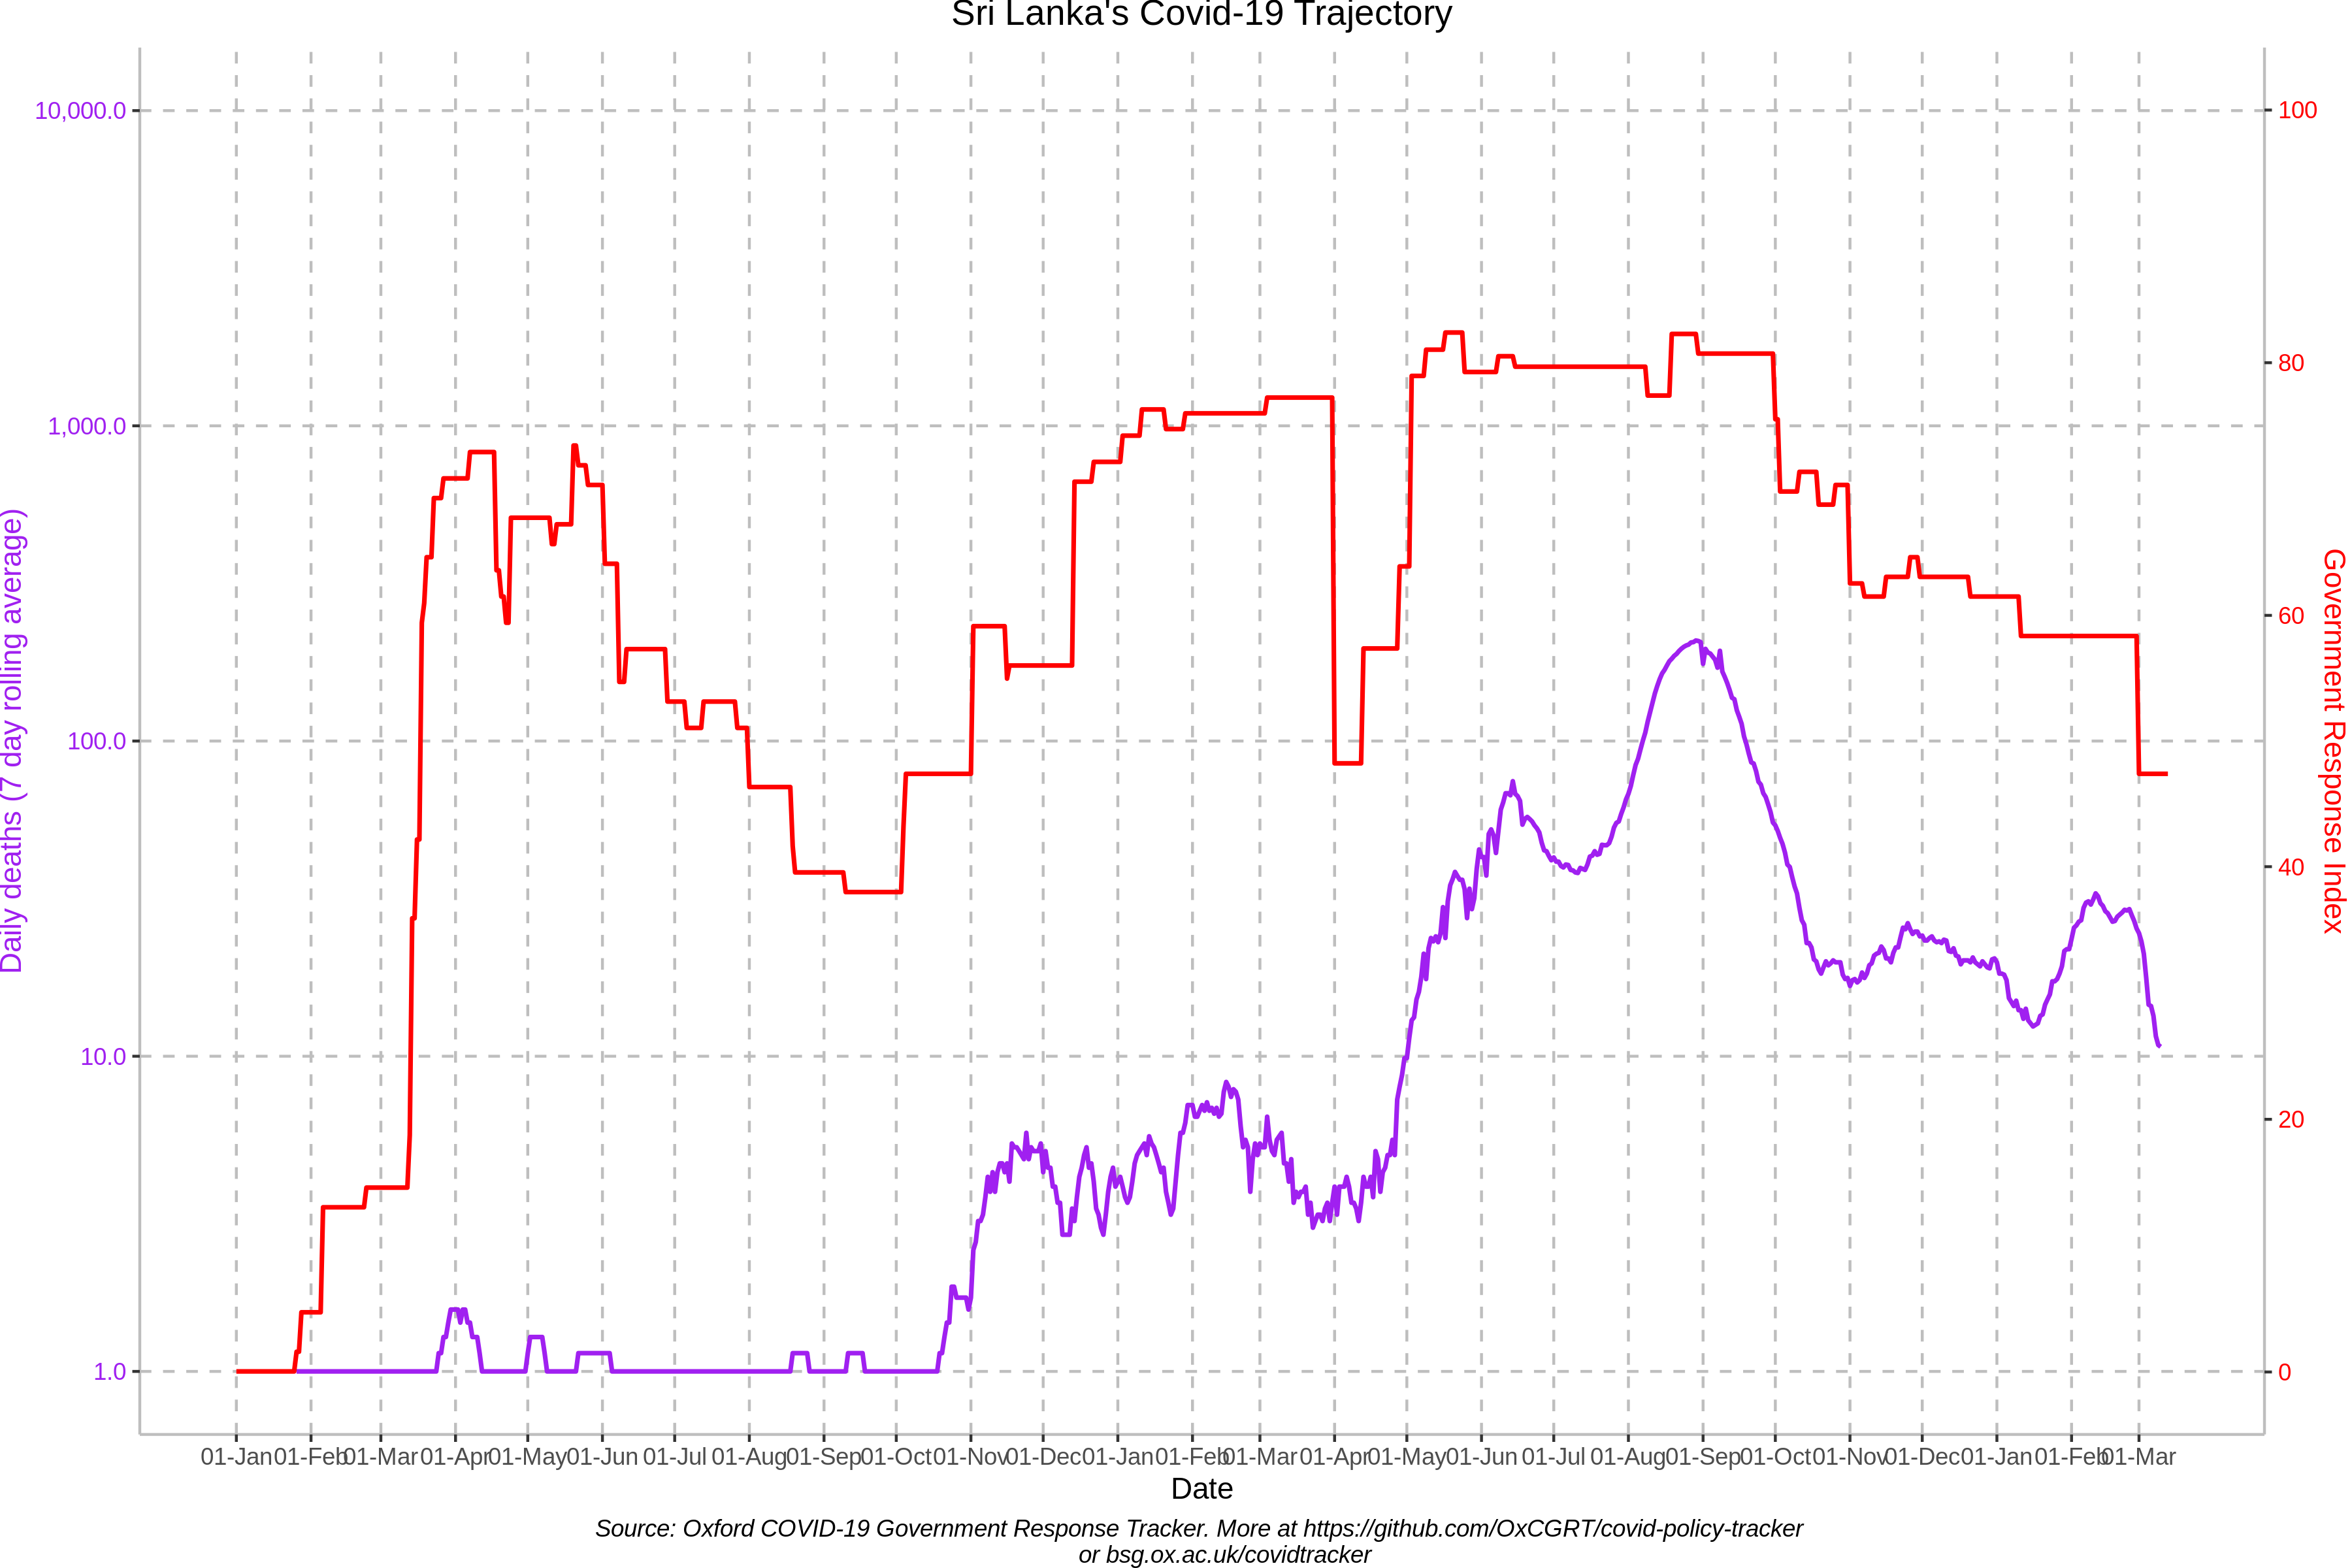 Sri Lanka's Covid-19 Trajectory
10,000.0
1,000.0
100.0
10.0
1.0
Daily deaths (7 day rolling average)
100
80
60
40
20
0
Government Response Index
01-Jan 01-Feb 01-Mar 01-Apr 01-May 01-Jun 01-Jul 01-Aug 01-Sep 01-Oct 01-Nov 01-Dec 01-Jan 01-Feb 01-Mar 01-Apr 01-May 01-Jun 01-Jul 01-Aug 01-Sep 01-Oct 01-Nov 01-Dec 01-Jan 01-Feb 01-Mar
Date
Source: Oxford COVID-19 Government Response Tracker. More at https://github.com/OxCGRT/covid-policy-tracker
or bsg.ox.ac.uk/covidtracker